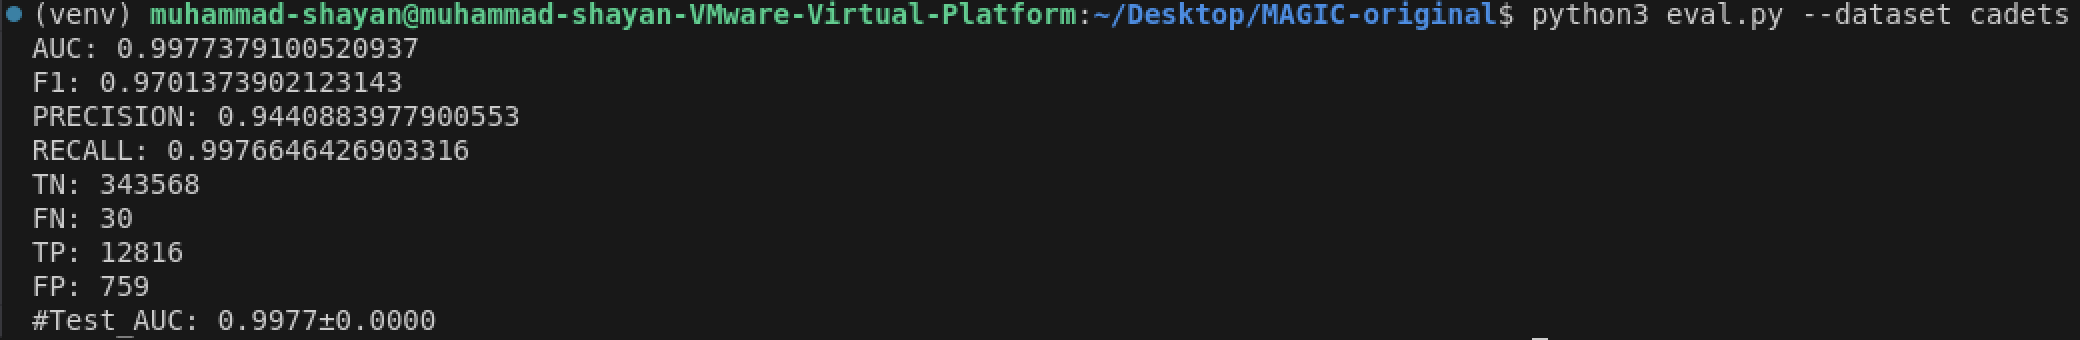 (venv) muhammad-shayan@muhammad-shayan-VMware-Virtual-Platform:~/Desktop/MAGIC-original$ python3 eval.py --dataset cadets
AUC: 0.9977379100520937
F1: 0.9701373902123143
PRECISION: 0.9440883977900553
RECALL: 0.9976646426903316
TN: 343568
FN: 30
TP: 12816
FP: 759
#Test_AUC: 0.9977±0.0000